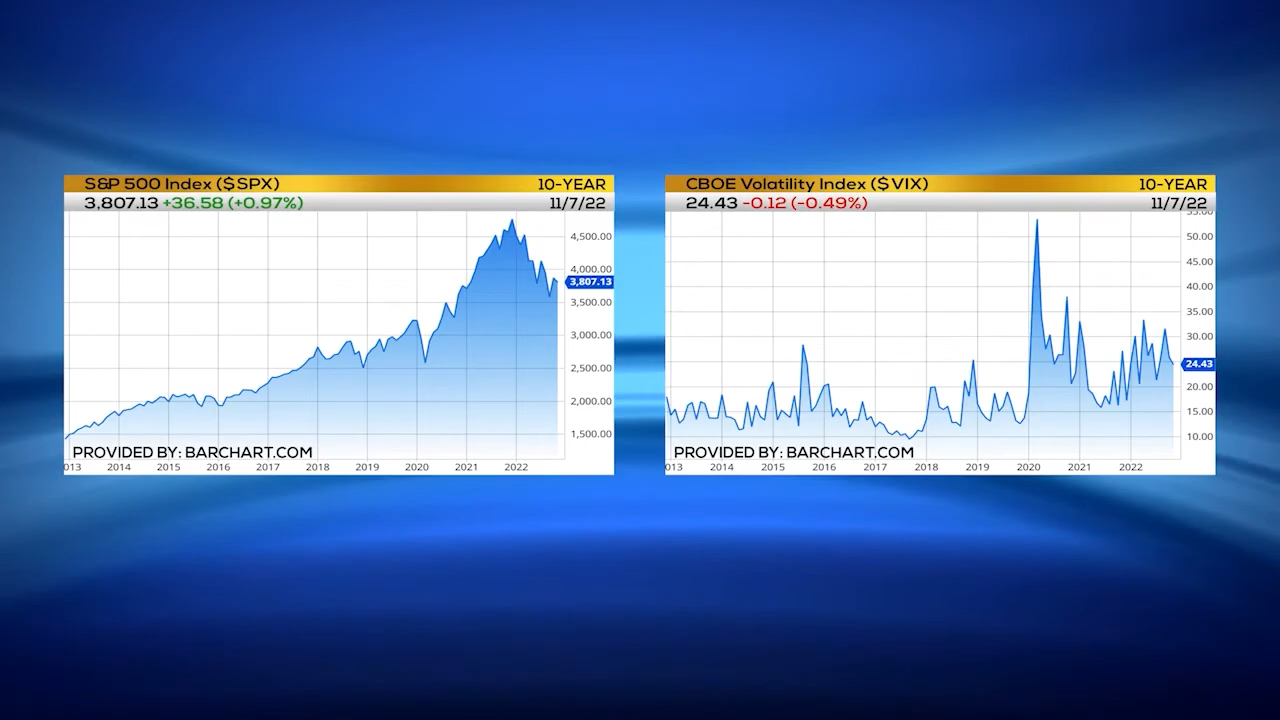 S&P 500 Index ($SPX) 10-YEAR
3,807.13 +36.58 (+0.97%) 11/7/22
4,500.00
4,000.00
3,807.13
3,500.00
3,000.00
2,500.00
2,000.00
1,500.00
PROVIDED BY: BARCHART.COM
013 2014 2015 2016 2017 2018 2019 2020 2021 2022
CBOE Volatility Index ($VIX) 10-YEAR
24.43 -0.12 (-0.49%) 11/7/22
55.00
50.00
45.00
40.00
35.00
30.00
24.43
20.00
15.00
10.00
PROVIDED BY: BARCHART.COM
013 2014 2015 2016 2017 2018 2019 2020 2021 2022